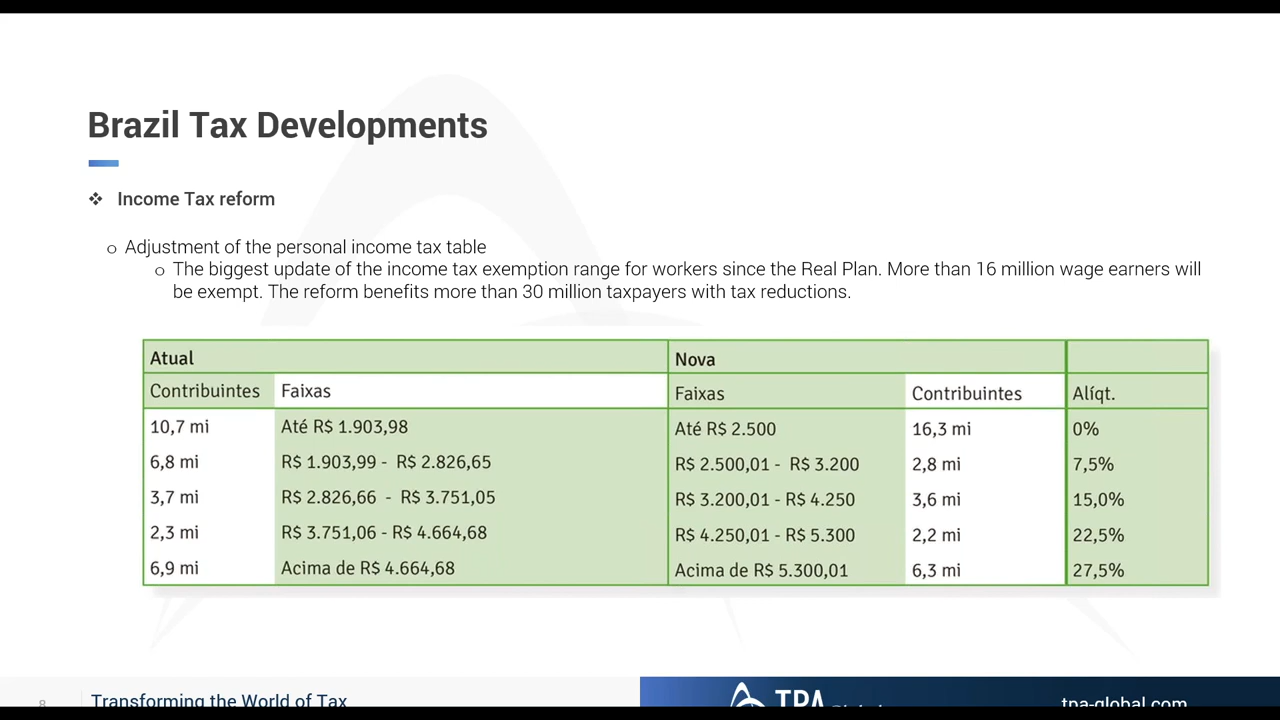 Brazil Tax Developments
❖ Income Tax reform
o Adjustment of the personal income tax table
o The biggest update of the income tax exemption range for workers since the Real Plan. More than 16 million wage earners will
be exempt. The reform benefits more than 30 million taxpayers with tax reductions.
Atual Nova
Contribuintes Faixas Faixas Contribuintes Alíqt.
10,7 mi Até R$ 1.903,98 Até R$ 2.500 16,3 mi 0%
6,8 mi R$ 1.903,99 - R$ 2.826,65 R$ 2.500,01 - R$ 3.200 2,8 mi 7,5%
3,7 mi R$ 2.826,66 - R$ 3.751,05 R$ 3.200,01 - R$ 4.250 3,6 mi 15,0%
2,3 mi R$ 3.751,06 - R$ 4.664,68 R$ 4.250,01 - R$ 5.300 2,2 mi 22,5%
6,9 mi Acima de R$ 4.664,68 Acima de R$ 5.300,01 6,3 mi 27,5%
8 Transforming the World of Tax TPA Global tpa-global.com